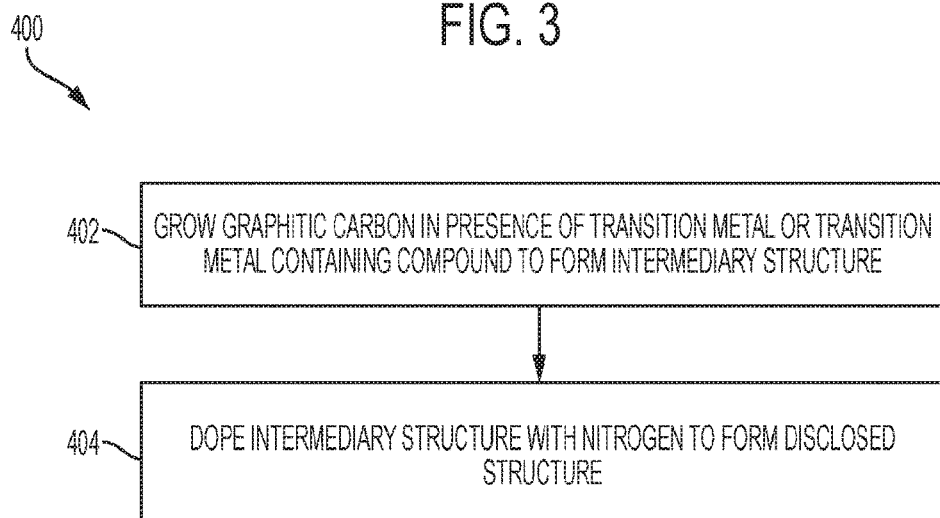 FIG. 3
400
402
GROW GRAPHITIC CARBON IN PRESENCE OF TRANSITION METAL OR TRANSITION
METAL CONTAINING COMPOUND TO FORM INTERMEDIARY STRUCTURE
404
DOPE INTERMEDIARY STRUCTURE WITH NITROGEN TO FORM DISCLOSED
STRUCTURE